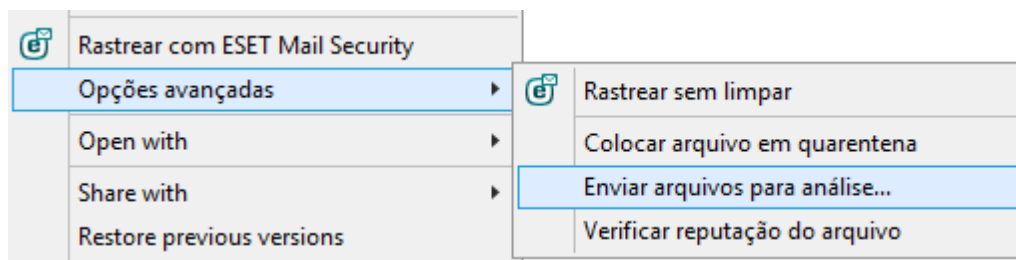 Rastrear com ESET Mail Security
Opções avançadas
Open with
Share with
Restore previous versions
Rastrear sem limpar
Colocar arquivo em quarentena
Enviar arquivos para análise...
Verificar reputação do arquivo